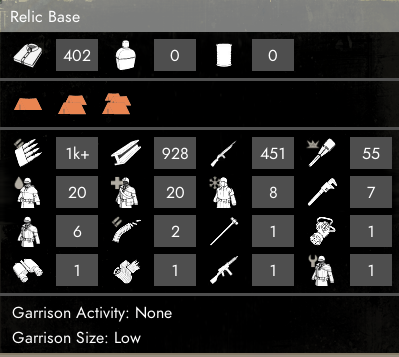 Relic Base
402 0 0
1k+ 928 451 55
20 20 8 7
6 2 1 1
1 1 1 1
Garrison Activity: None
Garrison Size: Low